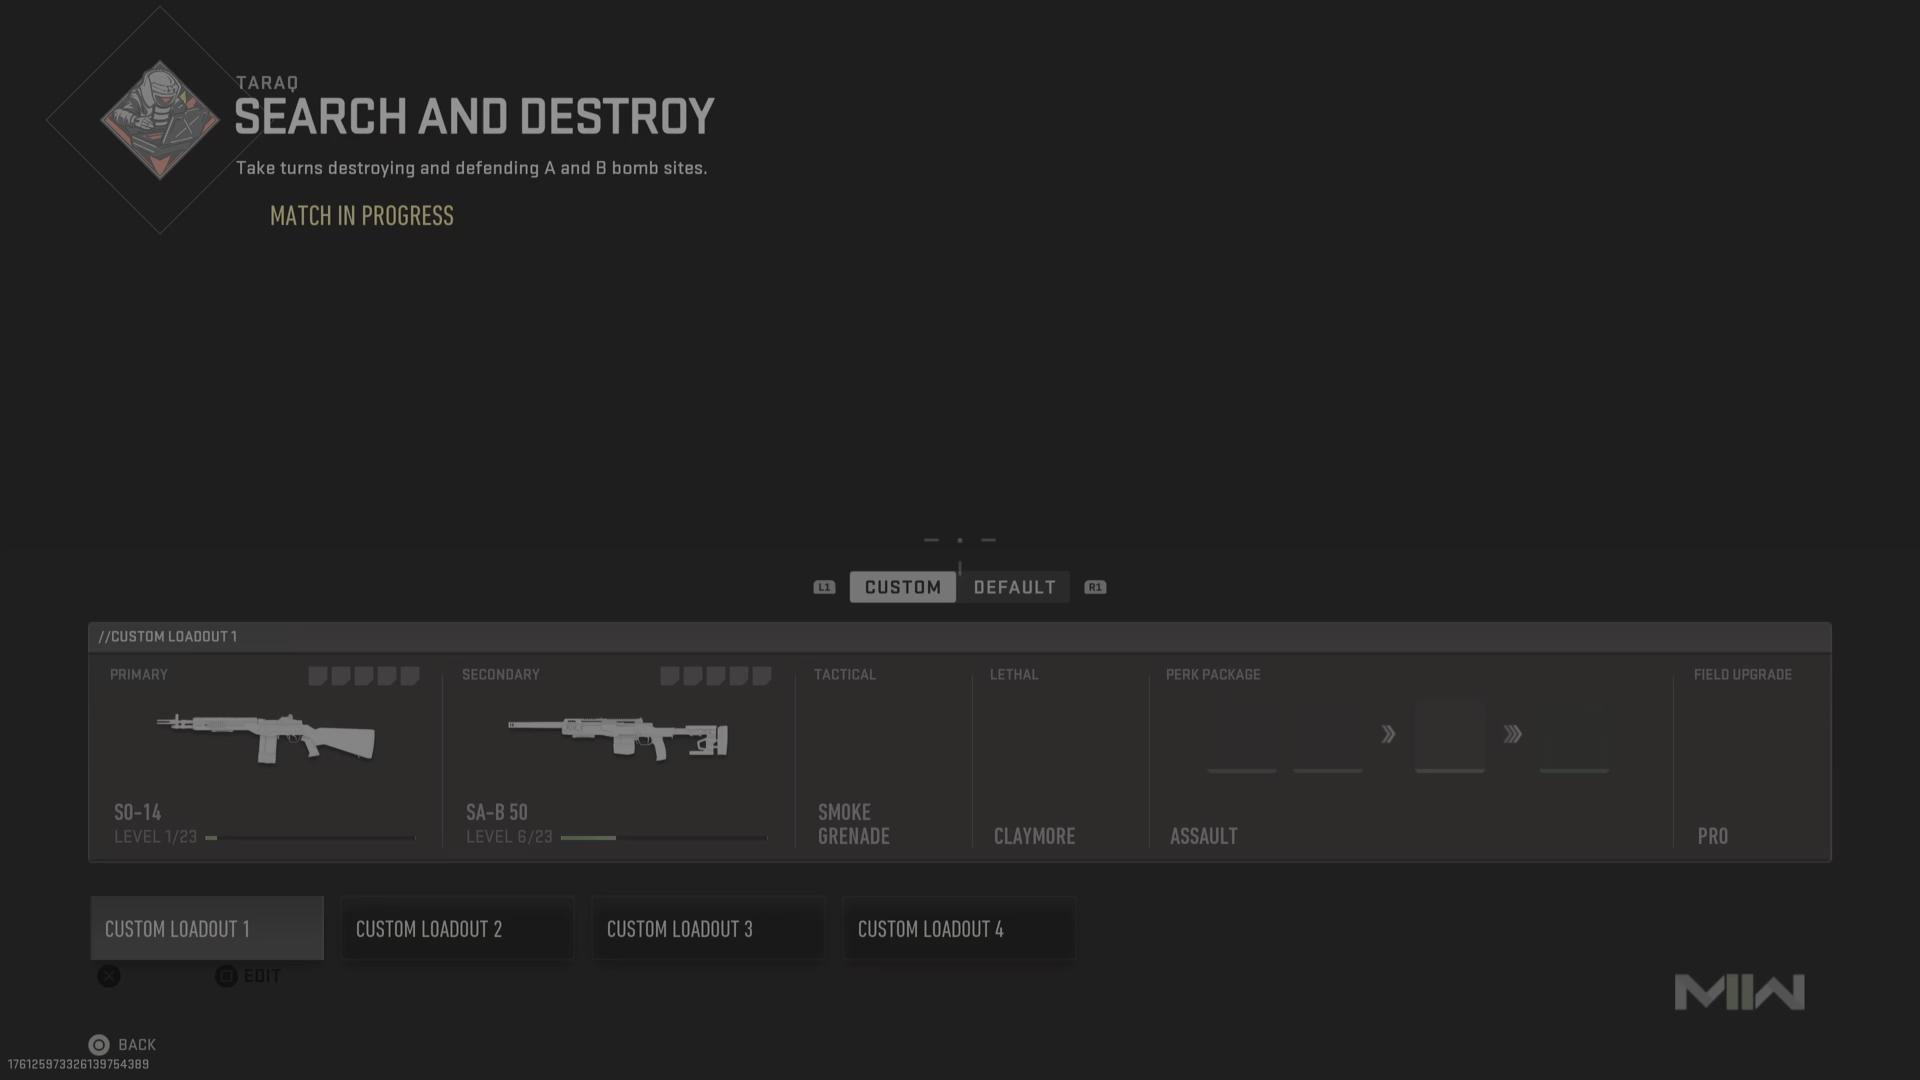 TARAQ
SEARCH AND DESTROY
Take turns destroying and defending A and B bomb sites.
MATCH IN PROGRESS
L1 CUSTOM DEFAULT R1
//CUSTOM LOADOUT 1
PRIMARY SECONDARY TACTICAL LETHAL PERK PACKAGE FIELD UPGRADE
SO-14 SA-B 50 SMOKE
LEVEL 1/23 LEVEL 6/23 GRENADE CLAYMORE ASSAULT PRO
CUSTOM LOADOUT 1 CUSTOM LOADOUT 2 CUSTOM LOADOUT 3 CUSTOM LOADOUT 4
EDIT
MIIW
BACK
176125973326139754389